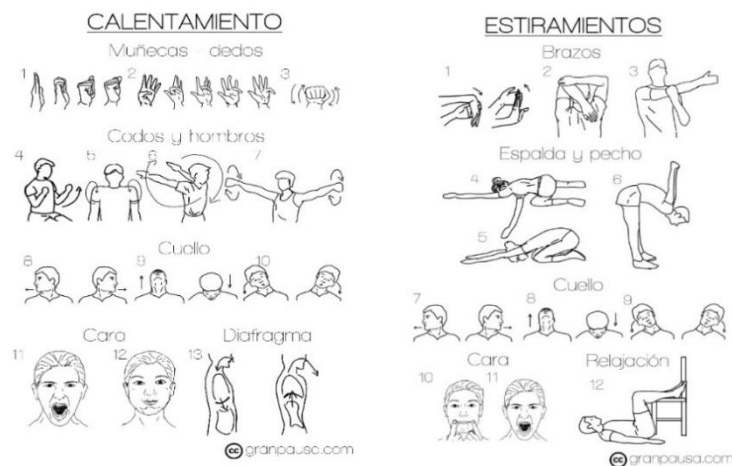 CALENTAMIENTO
Muñecas - dedos
1
2
3
Codos y hombros
4
5
6
7
Cuello
8
9
10
Cara
Diafragma
11
12
13
cc granpausa.com
ESTIRAMIENTOS
Brazos
1
2
3
Espalda y pecho
4
5
6
Cuello
7
8
9
Cara
Relajación
10
11
12
cc granpausa.com